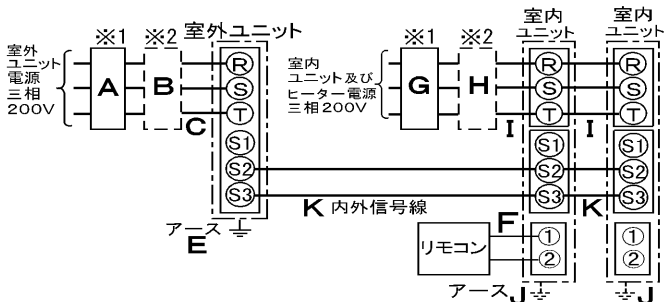 ※1 ※2 室外ユニット
室外
ユニット
電源
三相
200V
A
B
C
R
S
T
S1
S2
S3
アース
E
K 内外信号線
※1 ※2
室内
ユニット及び
ヒーター電源
三相200V
G
H
I
I
室内
ユニット
R
S
T
S1
S2
S3
室内
ユニット
R
S
T
S1
S2
S3
K
リモコン
F
1
2
1
2
アース J
J